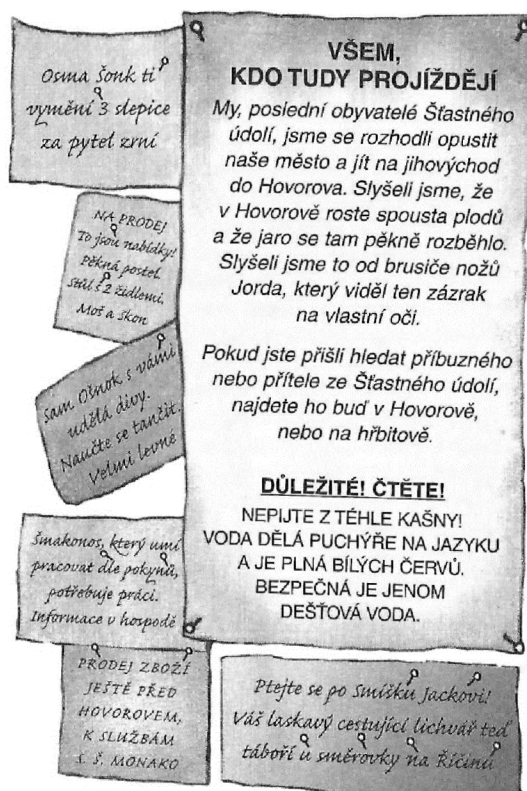 Osma Šonk ti
vymění 3 slepice
za pytel zrní
NA PRODEJ
To jsou nabídky!
Pěkná postel
Stůl s 2 židlemi.
Moš a Skon
Sam Ošnok s vámi
udělá divy.
Naučte se tančit.
Velmi levně
Šmakonos, který umí
pracovat dle pokynů,
potřebuje práci.
Informace v hospodě
PRODEJ ZBOŽÍ
JEŠTĚ PŘED
HOVOROVEM,
K SLUŽBÁM
S. Š. MONAKO
VŠEM,
KDO TUDY PROJÍŽDĚJÍ
My, poslední obyvatelé Šťastného
údolí, jsme se rozhodli opustit
naše město a jít na jihovýchod
do Hovorova. Slyšeli jsme, že
v Hovorově roste spousta plodů
a že jaro se tam pěkně rozběhlo.
Slyšeli jsme to od brusiče nožů
Jorda, který viděl ten zázrak
na vlastní oči.
Pokud jste přišli hledat příbuzného
nebo přítele ze Šťastného údolí,
najdete ho buď v Hovorově,
nebo na hřbitově.
DŮLEŽITÉ! ČTĚTE!
NEPIJTE Z TÉHLE KAŠNY!
VODA DĚLÁ PUCHÝŘE NA JAZYKU
A JE PLNÁ BÍLÝCH ČERVŮ.
BEZPEČNÁ JE JENOM
DEŠŤOVÁ VODA.
Ptejte se po Smíšku Jackovi!
Váš laskavý cestující lichvář teď
táboří u směrovky na Říčinu